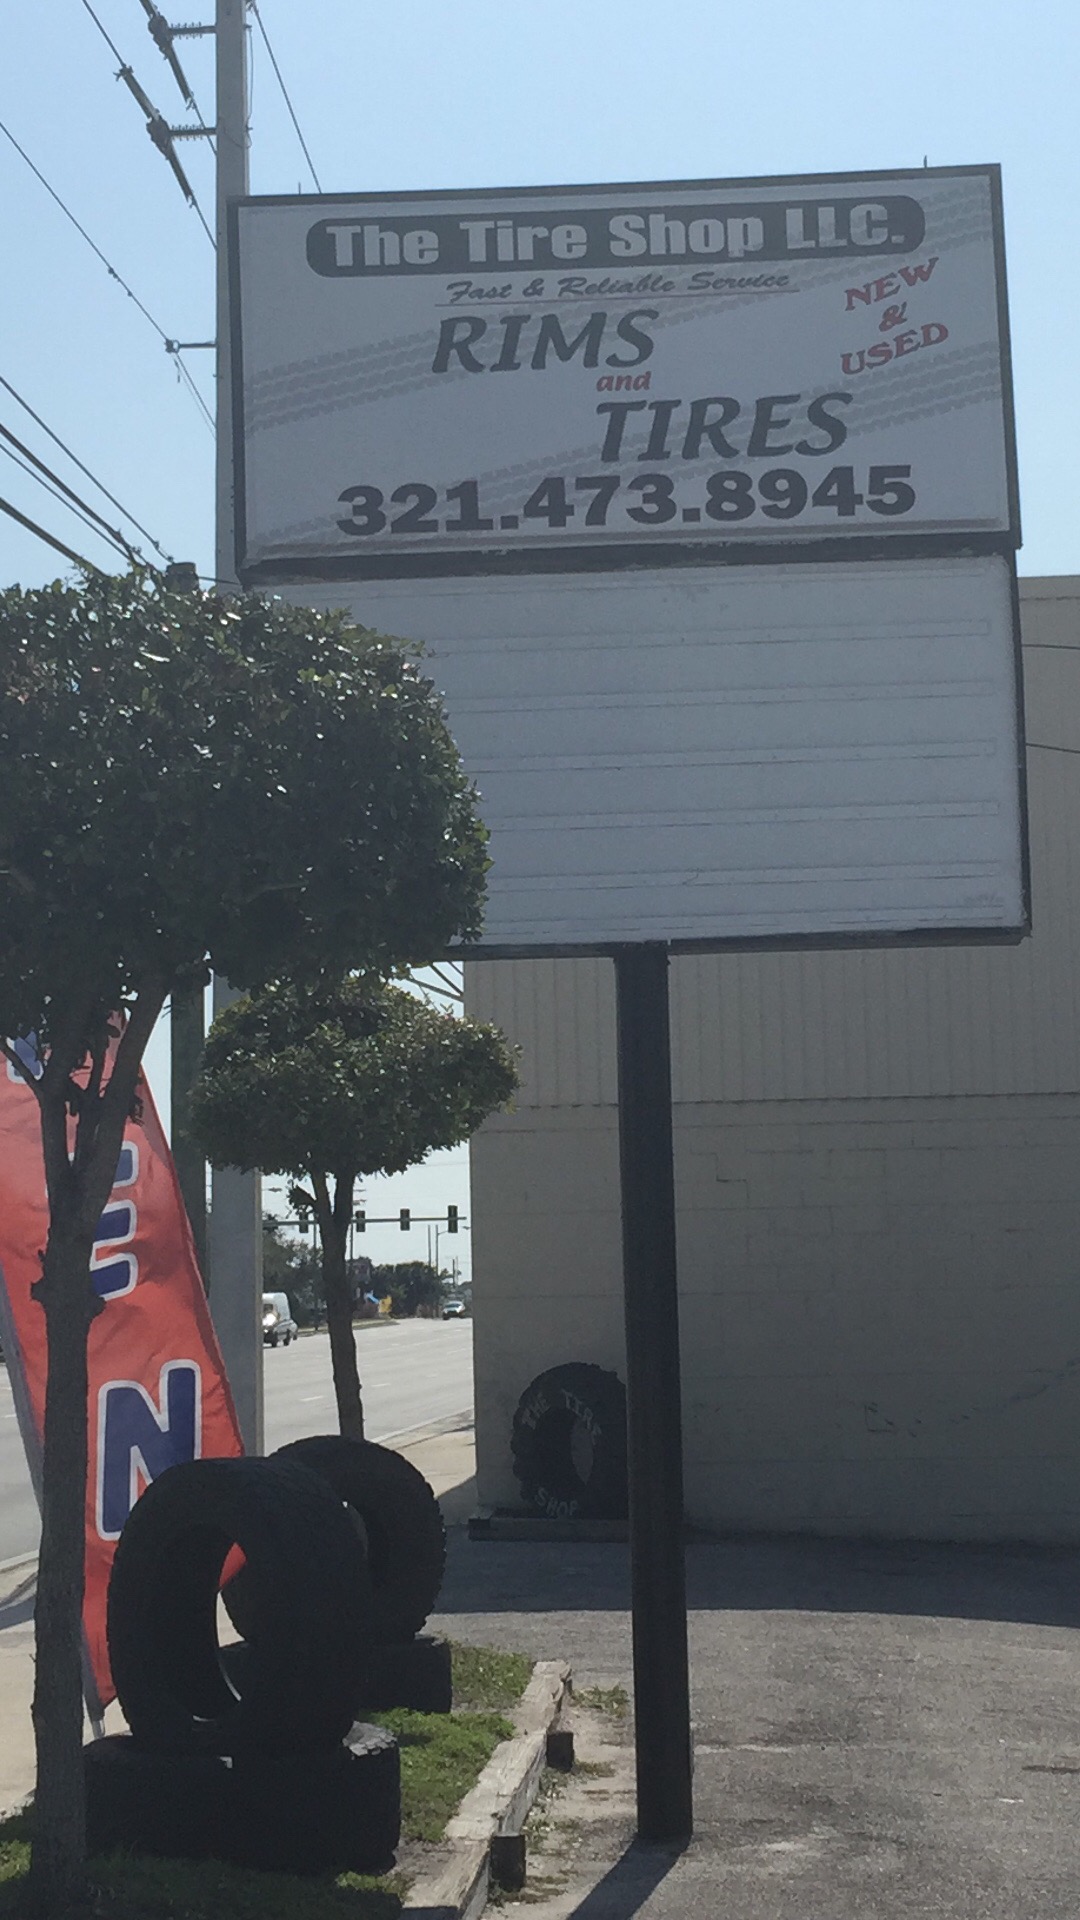 The Tire Shop LLC.
Fast & Reliable Service
NEW
&
USED
RIMS
and
TIRES
321.473.8945
E
N
THE TIRE
SHOP